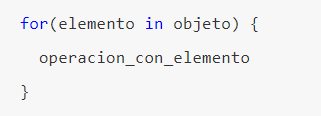 for(elemento in objeto) {
  operacion_con_elemento
}